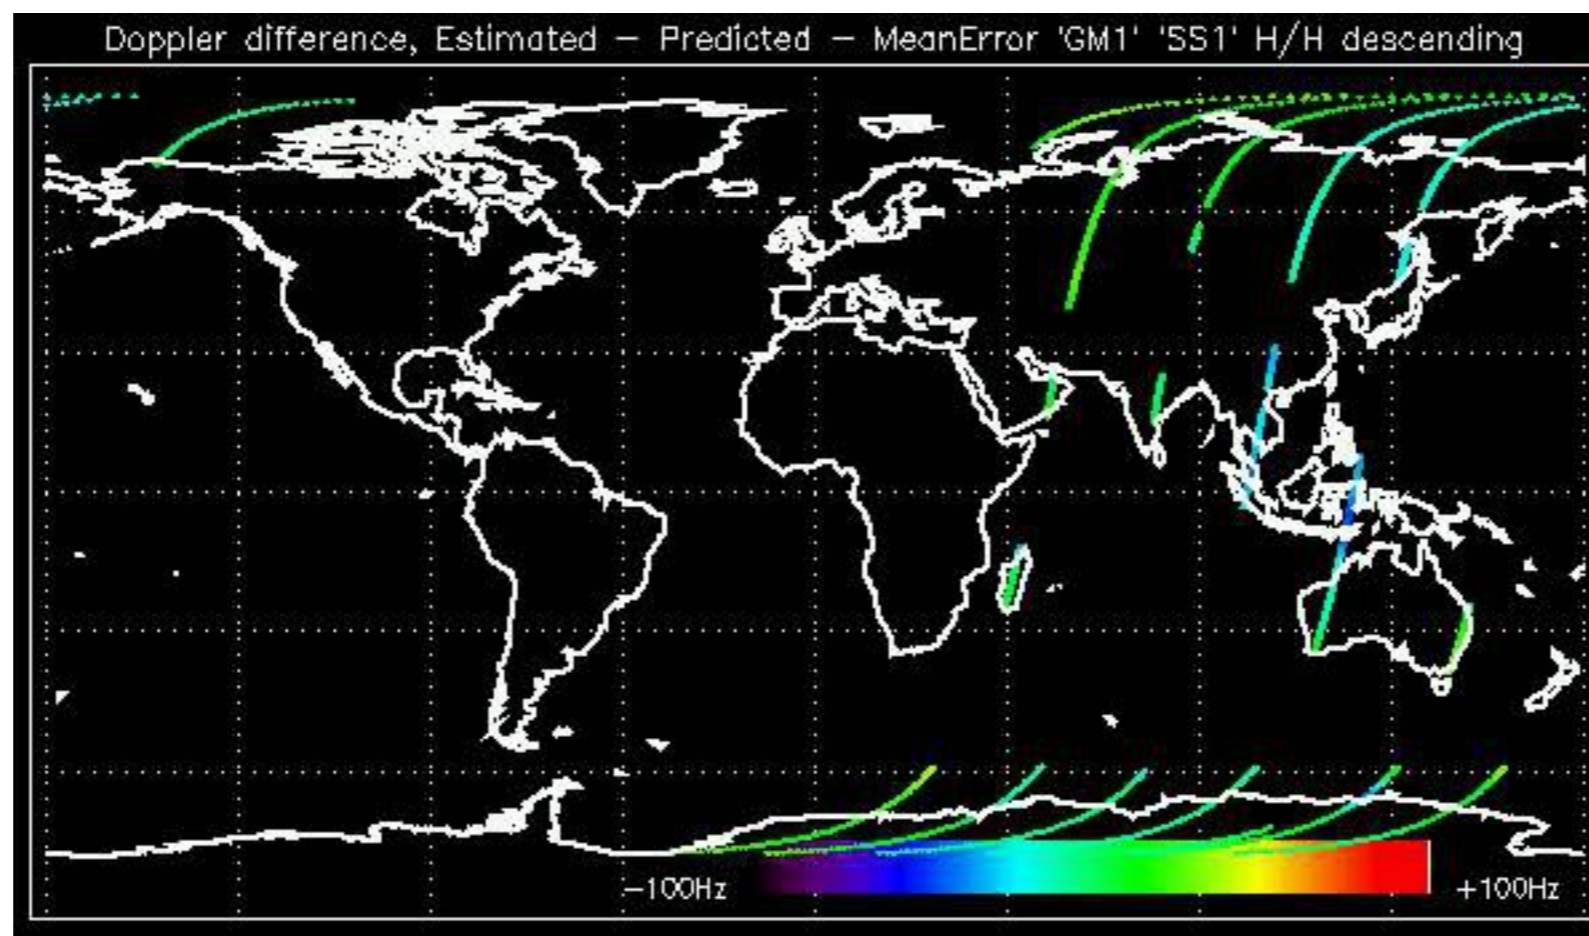 Doppler difference, Estimated – Predicted – MeanError 'GM1' 'SS1' H/H descending
–100Hz
+100Hz